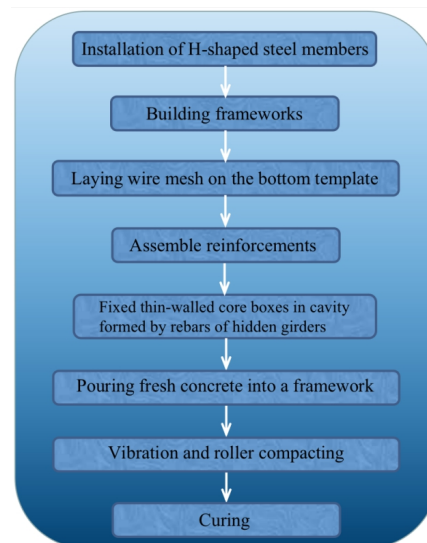 Installation of H-shaped steel members
Building frameworks
Laying wire mesh on the bottom template
Assemble reinforcements
Fixed thin-walled core boxes in cavity
formed by rebars of hidden girders
Pouring fresh concrete into a framework
Vibration and roller compacting
Curing